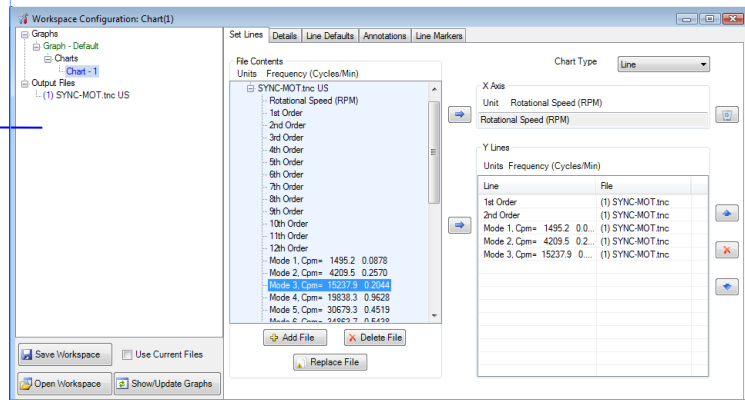 Workspace Configuration: Chart(1)
Graphs
Graph - Default
Charts
Chart - 1
Output Files
(1) SYNC-MOT.tnc US
Save Workspace
Use Current Files
Open Workspace
Show/Update Graphs
Set Lines Details Line Defaults Annotations Line Markers
File Contents
Units Frequency (Cycles/Min)
SYNC-MOT.tnc US
Rotational Speed (RPM)
1st Order
2nd Order
3rd Order
4th Order
5th Order
6th Order
7th Order
8th Order
9th Order
10th Order
11th Order
12th Order
Mode 1, Cpm= 1495.2 0.0878
Mode 2, Cpm= 4209.5 0.2570
Mode 3, Cpm= 15237.9 0.2044
Mode 4, Cpm= 19838.3 0.9628
Mode 5, Cpm= 30679.3 0.4519
Mode 6, Cpm= 34863.7 0.5438
Add File
Delete File
Replace File
Chart Type Line
X Axis
Unit Rotational Speed (RPM)
Rotational Speed (RPM)
Y Lines
Units Frequency (Cycles/Min)
Line File
1st Order (1) SYNC-MOT.tnc
2nd Order (1) SYNC-MOT.tnc
Mode 1, Cpm= 1495.2 0.0... (1) SYNC-MOT.tnc
Mode 2, Cpm= 4209.5 0.2... (1) SYNC-MOT.tnc
Mode 3, Cpm= 15237.9 0.... (1) SYNC-MOT.tnc